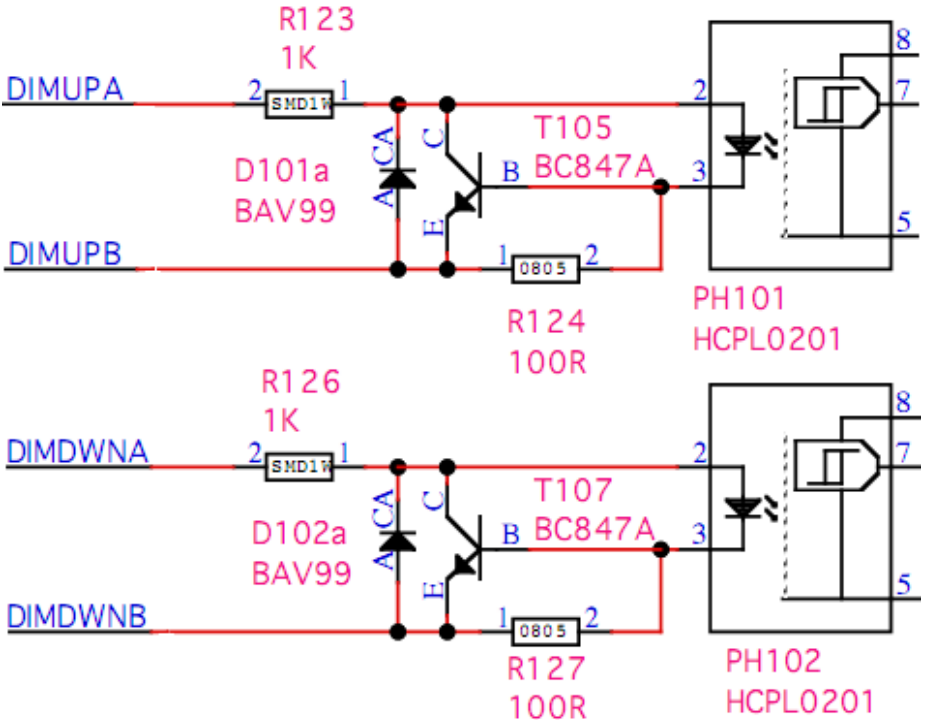 R123
1K
DIMUPA
2
SMD1W
1
2
8
7
CA
C
T105
BC847A
D101a
BAV99
A
B
3
E
5
DIMUPB
1
0805
2
R124
100R
PH101
HCPL0201
R126
1K
DIMDWNA
2
SMD1W
1
2
8
7
CA
C
T107
BC847A
D102a
BAV99
A
B
3
E
5
DIMDWNB
1
0805
2
R127
100R
PH102
HCPL0201